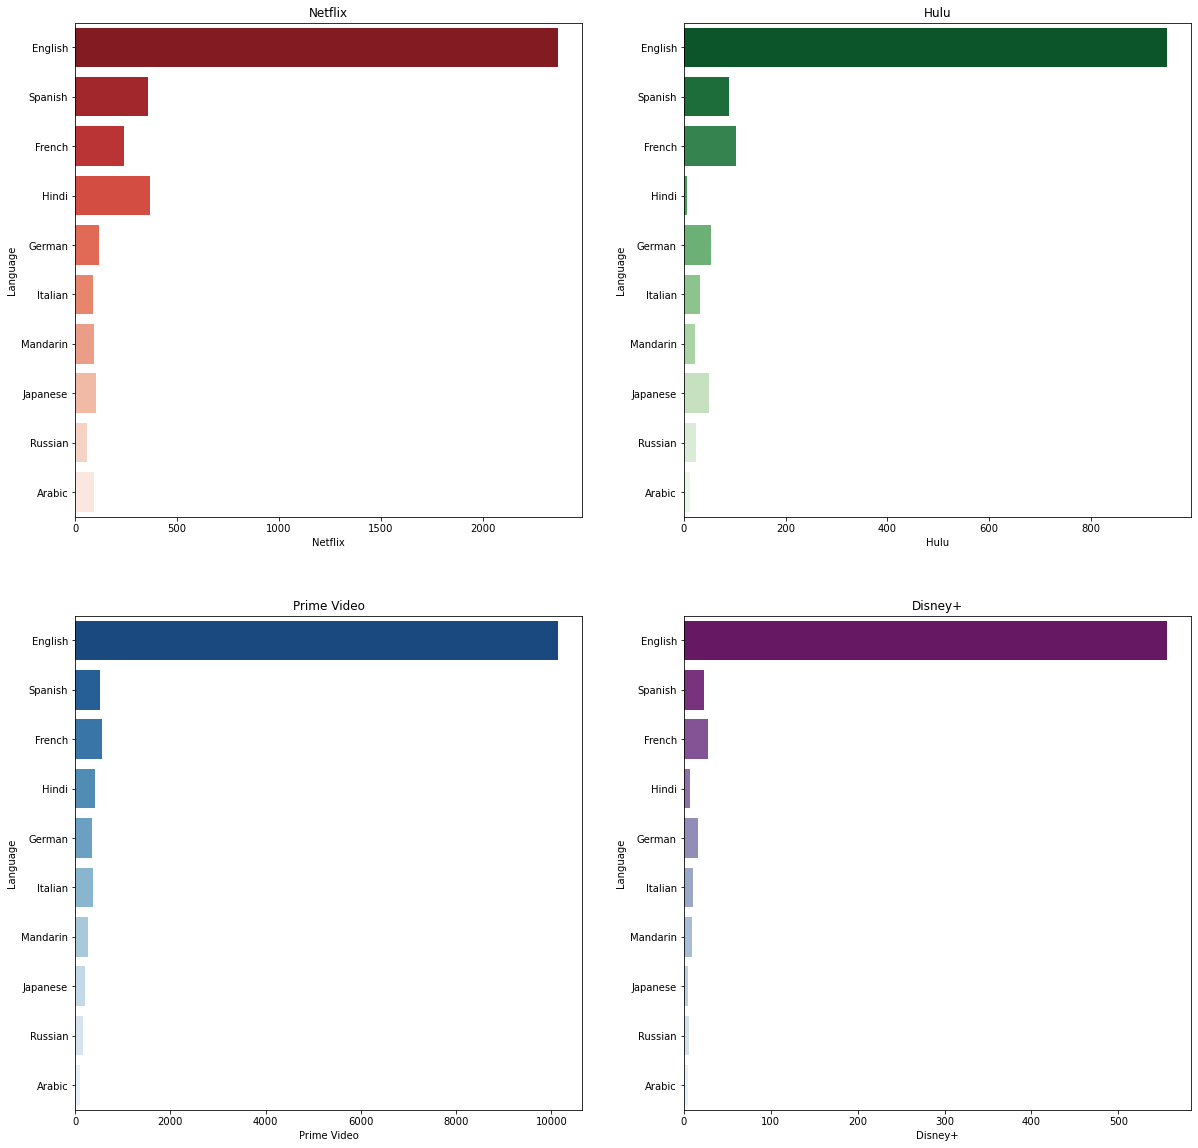 Netflix
English
Spanish
French
Hindi
German
Italian
Mandarin
Japanese
Russian
Arabic
Language
0 500 1000 1500 2000
Netflix
Hulu
English
Spanish
French
Hindi
German
Italian
Mandarin
Japanese
Russian
Arabic
Language
0 200 400 600 800
Hulu
Prime Video
English
Spanish
French
Hindi
German
Italian
Mandarin
Japanese
Russian
Arabic
Language
0 2000 4000 6000 8000 10000
Prime Video
Disney+
English
Spanish
French
Hindi
German
Italian
Mandarin
Japanese
Russian
Arabic
Language
0 100 200 300 400 500
Disney+